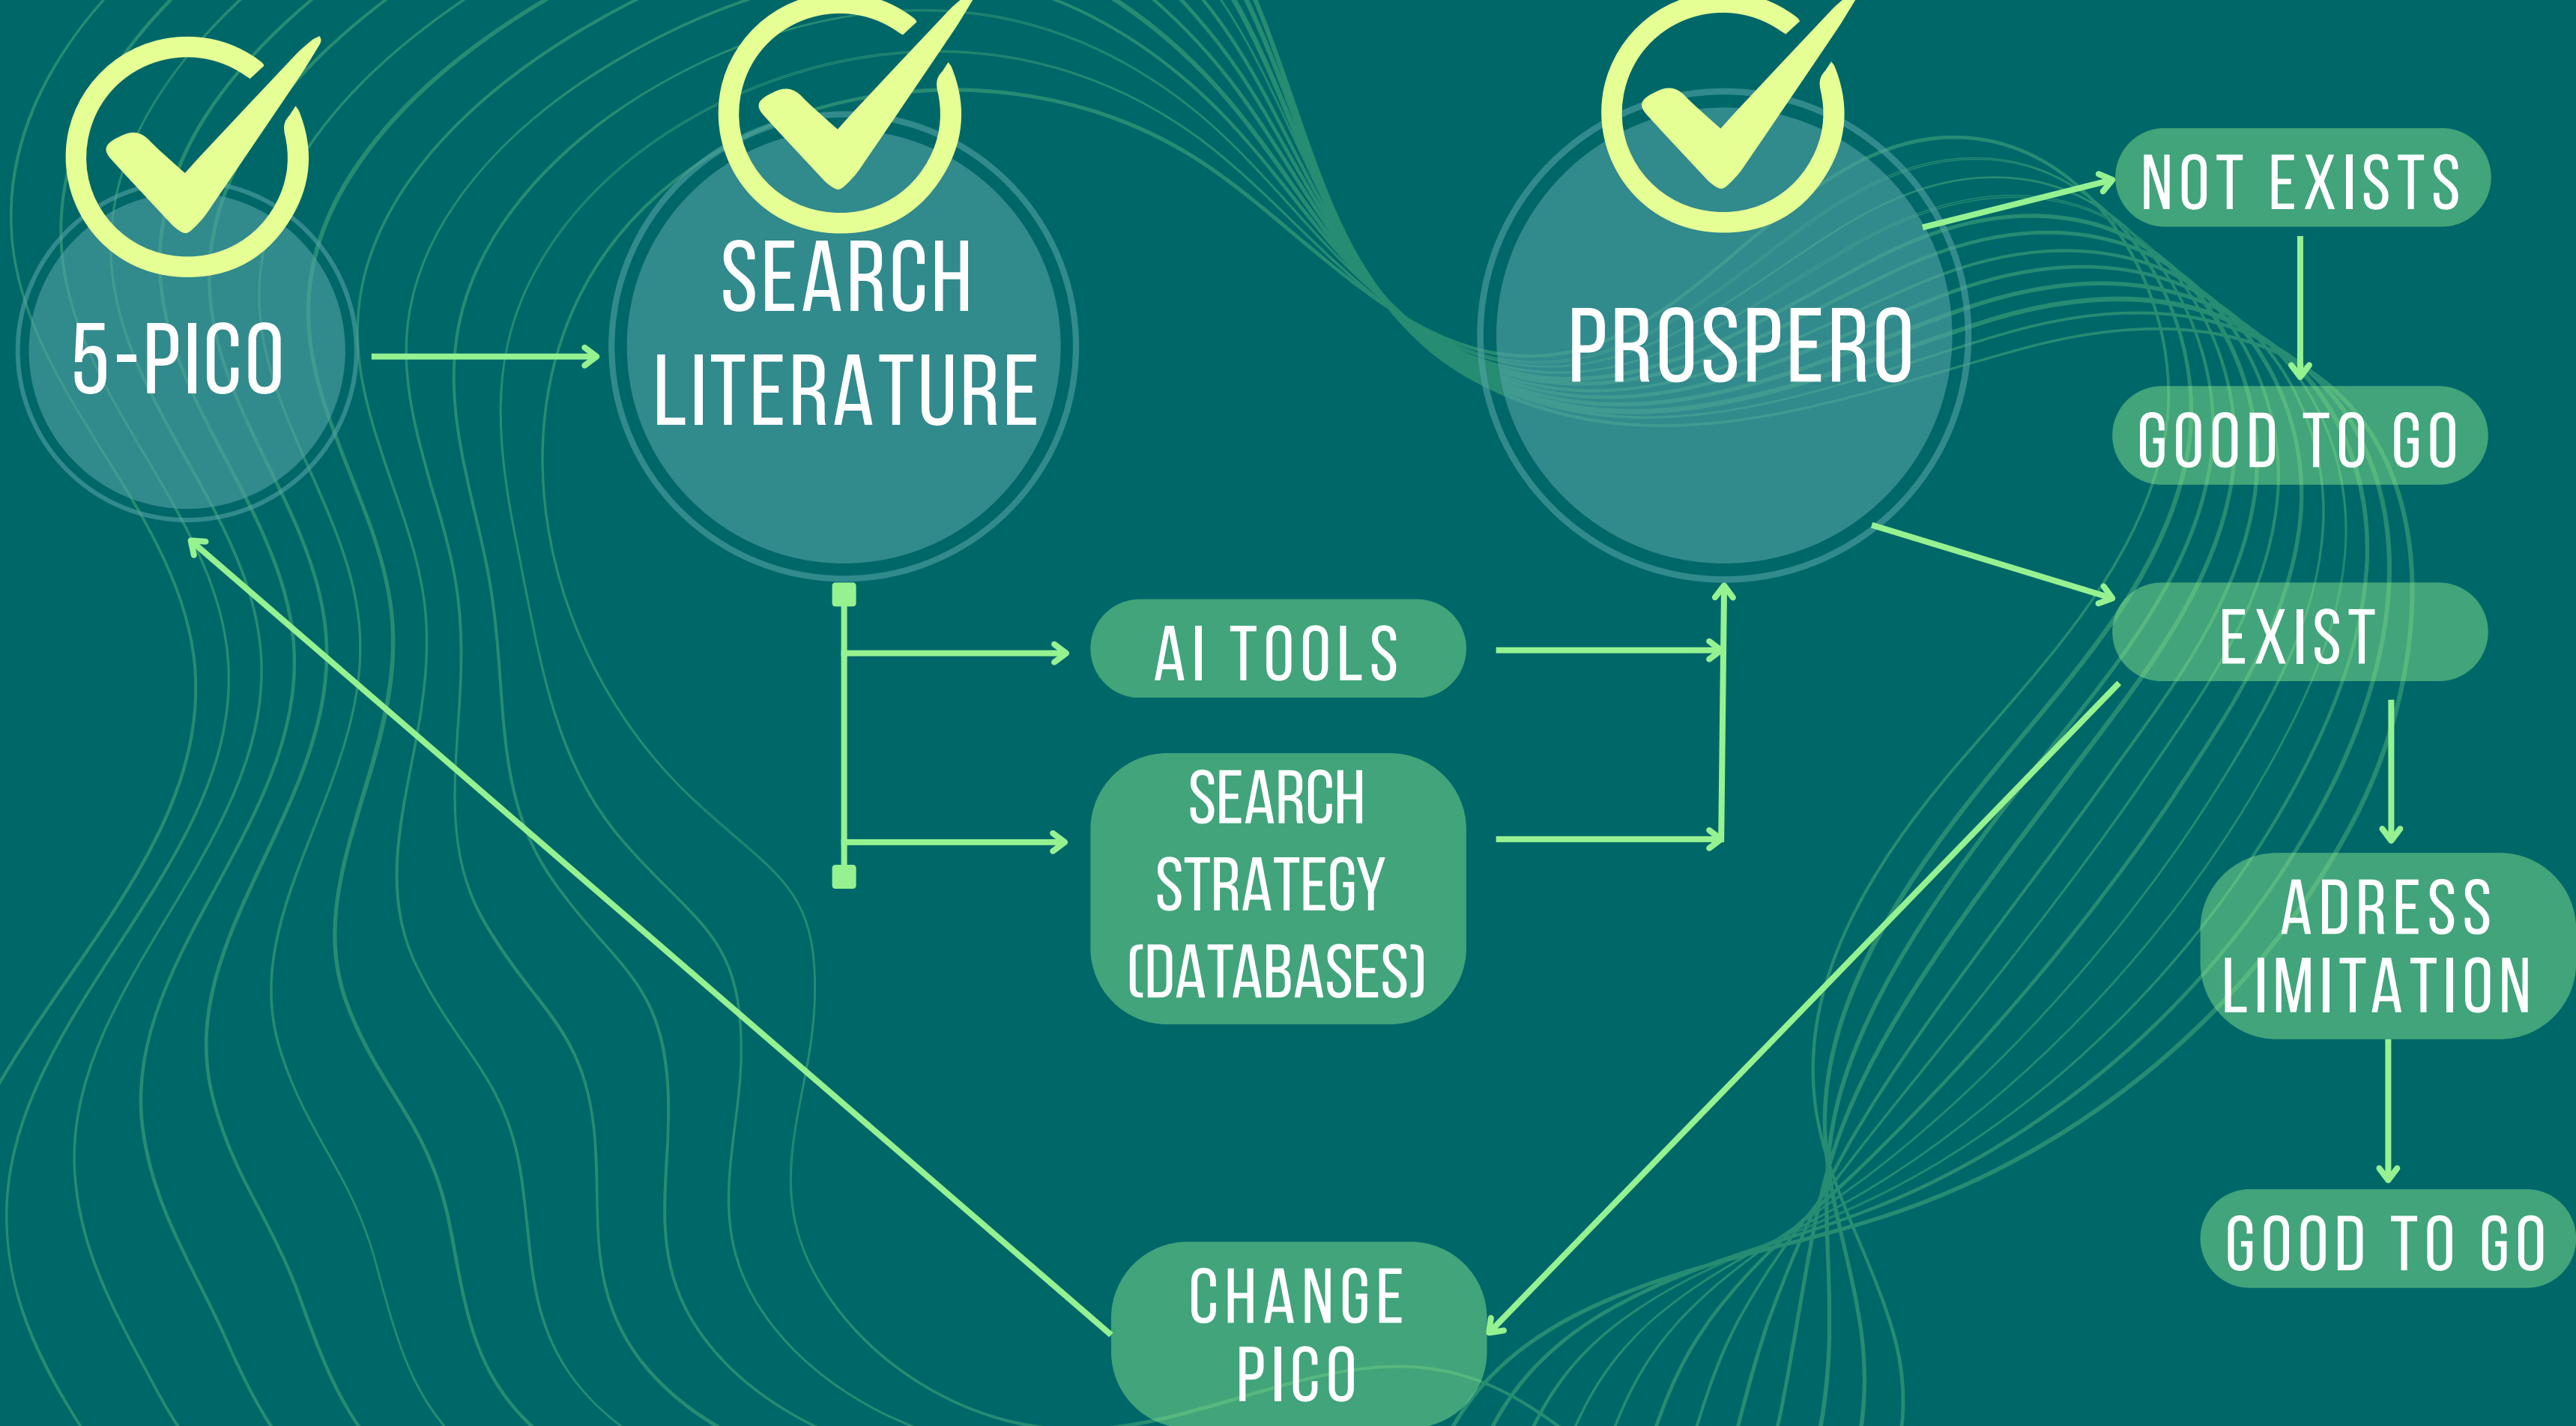 5-PICO
SEARCH
LITERATURE
PROSPERO
NOT EXISTS
GOOD TO GO
EXIST
AI TOOLS
SEARCH
STRATEGY
(DATABASES)
ADRESS
LIMITATION
GOOD TO GO
CHANGE
PICO